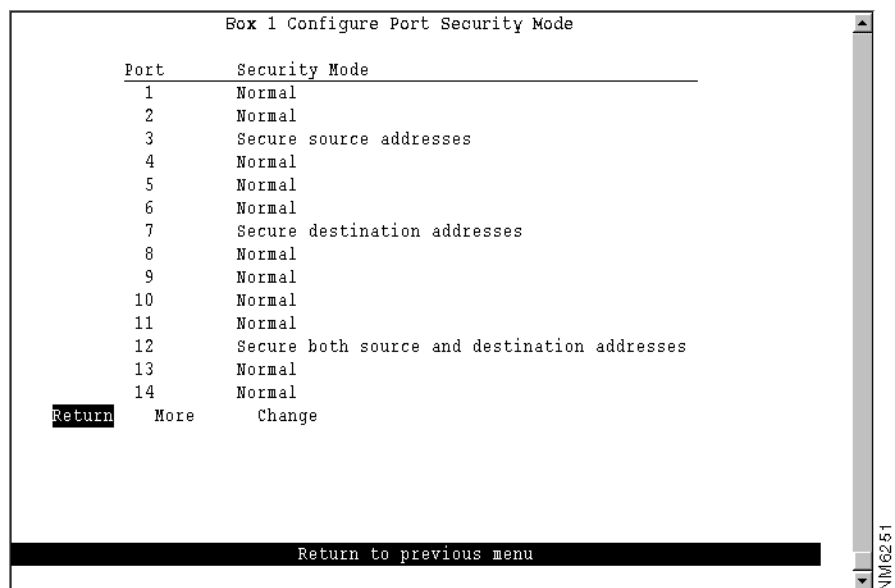 Box 1 Configure Port Security Mode
Port Security Mode
1 Normal
2 Normal
3 Secure source addresses
4 Normal
5 Normal
6 Normal
7 Secure destination addresses
8 Normal
9 Normal
10 Normal
11 Normal
12 Secure both source and destination addresses
13 Normal
14 Normal
Return More Change
Return to previous menu
NM6251